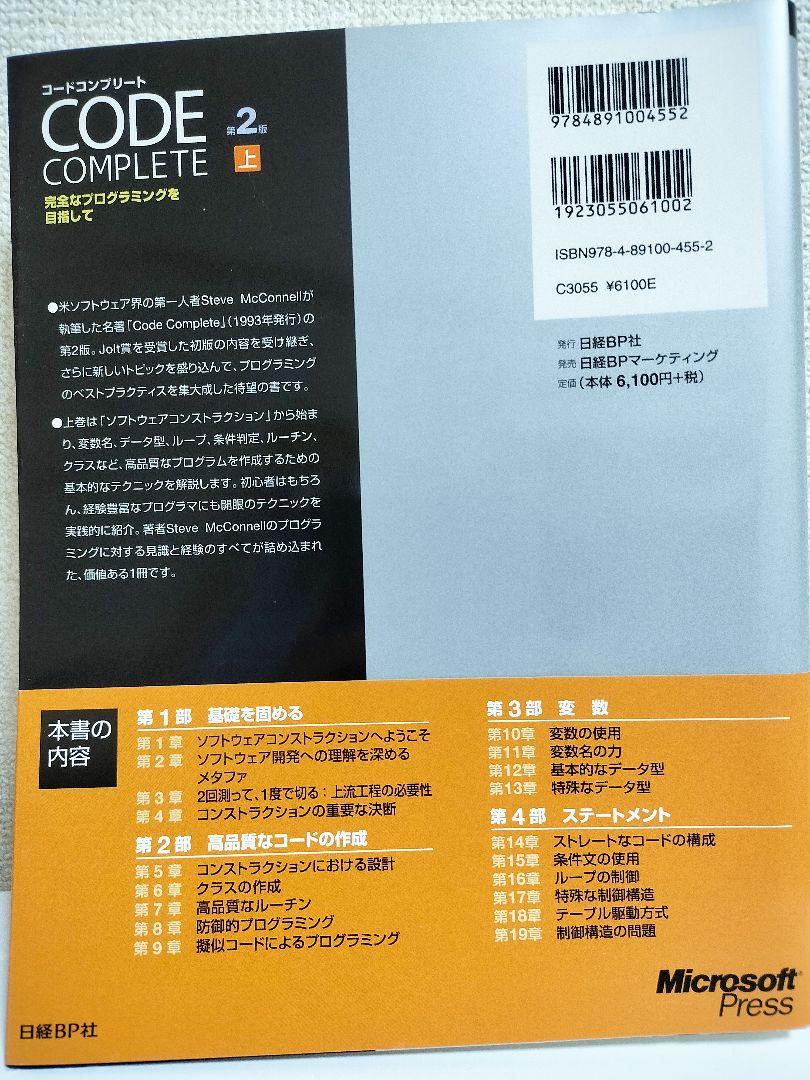 コードコンプリート
CODE
COMPLETE
第2版
上
完全なプログラミングを
目指して
9784891004552
1923055061002
ISBN978-4-89100-455-2
C3055 ¥6100E
発行 日経BP社
発売 日経BPマーケティング
定価 (本体 6,100円+税)
●米ソフトウェア界の第一人者Steve McConnellが
執筆した名著「Code Complete」(1993年発行)の
第2版。Jolt賞を受賞した初版の内容を受け継ぎ、
さらに新しいトピックを盛り込んで、プログラミング
のベストプラクティスを集大成した待望の書です。
●上巻は「ソフトウェアコンストラクション」から始ま
り、変数名、データ型、ループ、条件判定、ルーチン、
クラスなど、高品質なプログラムを作成するための
基本的なテクニックを解説します。初心者はもちろ
ん、経験豊富なプログラマにも開眼のテクニックを
実践的に紹介。著者Steve McConnellのプログラ
ミングに対する見識と経験のすべてが詰め込まれ
た、価値ある1冊です。
本書の
内容
第1部 基礎を固める
第1章 ソフトウェアコンストラクションへようこそ
第2章 ソフトウェア開発への理解を深める
メタファ
第3章 2回測って、1度で切る:上流工程の必要性
第4章 コンストラクションの重要な決断
第2部 高品質なコードの作成
第5章 コンストラクションにおける設計
第6章 クラスの作成
第7章 高品質なルーチン
第8章 防御的プログラミング
第9章 擬似コードによるプログラミング
第3部 変数
第10章 変数の使用
第11章 変数名の力
第12章 基本的なデータ型
第13章 特殊なデータ型
第4部 ステートメント
第14章 ストレートなコードの構成
第15章 条件文の使用
第16章 ループの制御
第17章 特殊な制御構造
第18章 テーブル駆動方式
第19章 制御構造の問題
Microsoft
Press
日経BP社